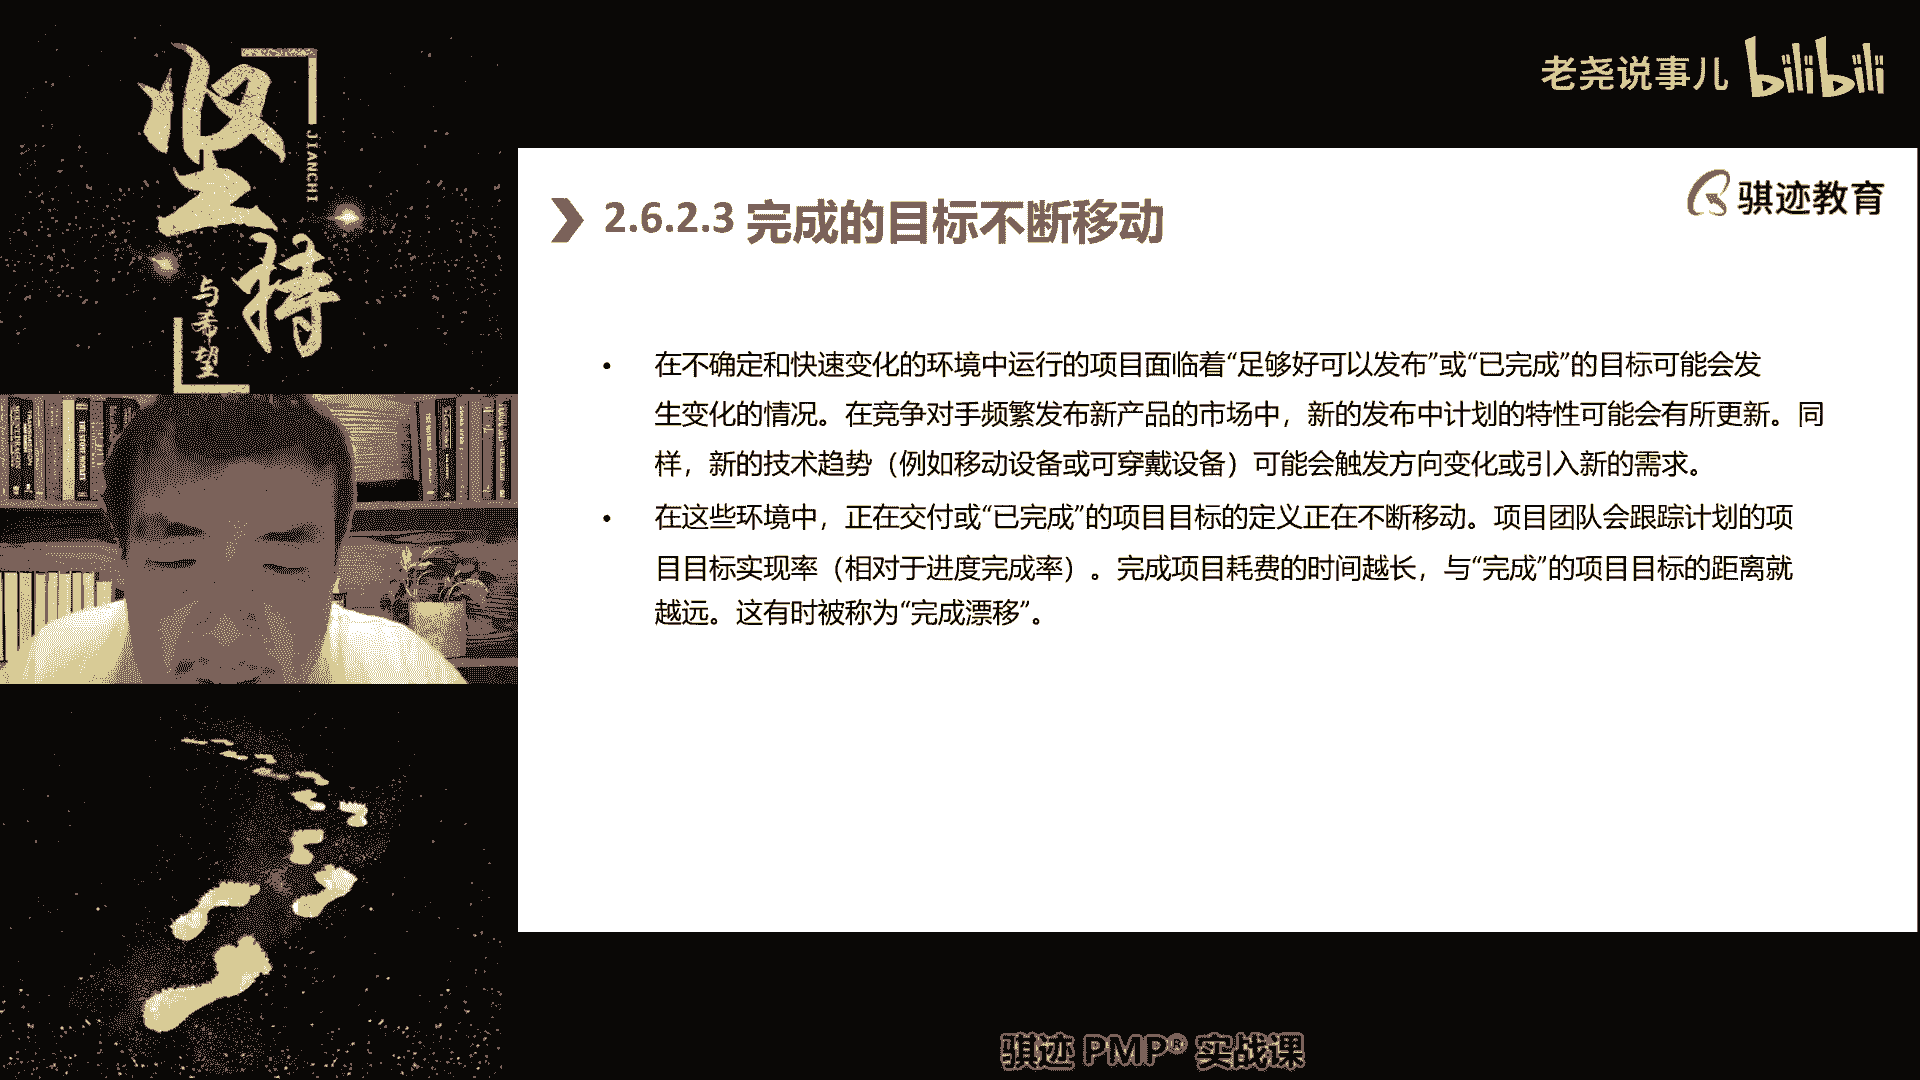 坚持
JIANCHI
与希望
老尧说事儿 bilibili
骐迹教育
2.6.2.3 完成的目标不断移动
• 在不确定和快速变化的环境中运行的项目面临着“足够好可以发布”或“已完成”的目标可能会发
生变化的情况。在竞争对手频繁发布新产品的市场中，新的发布中计划的特性可能会有所更新。同
样，新的技术趋势（例如移动设备或可穿戴设备）可能会触发方向变化或引入新的需求。
• 在这些环境中，正在交付或“已完成”的项目目标的定义正在不断移动。项目团队会跟踪计划的项
目目标实现率（相对于进度完成率）。完成项目耗费的时间越长，与“完成”的项目目标的距离就
越远。这有时被称为“完成漂移”。
骐迹 PMP® 实战课